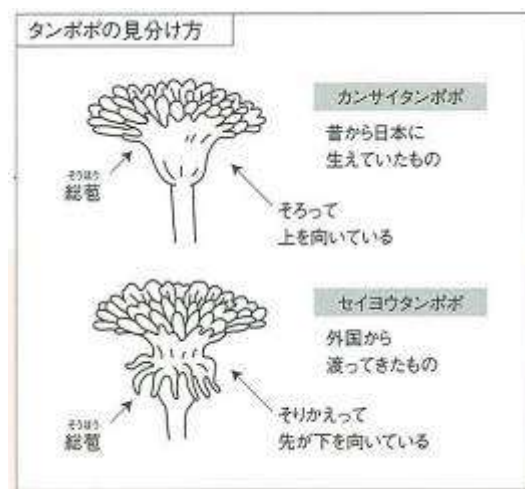 タンポポの見分け方
カンサイタンポポ
昔から日本に
生えていたもの
そうほう
総苞
そろって
上を向いている
セイヨウタンポポ
外国から
渡ってきたもの
そうほう
総苞
そりかえって
先が下を向いている